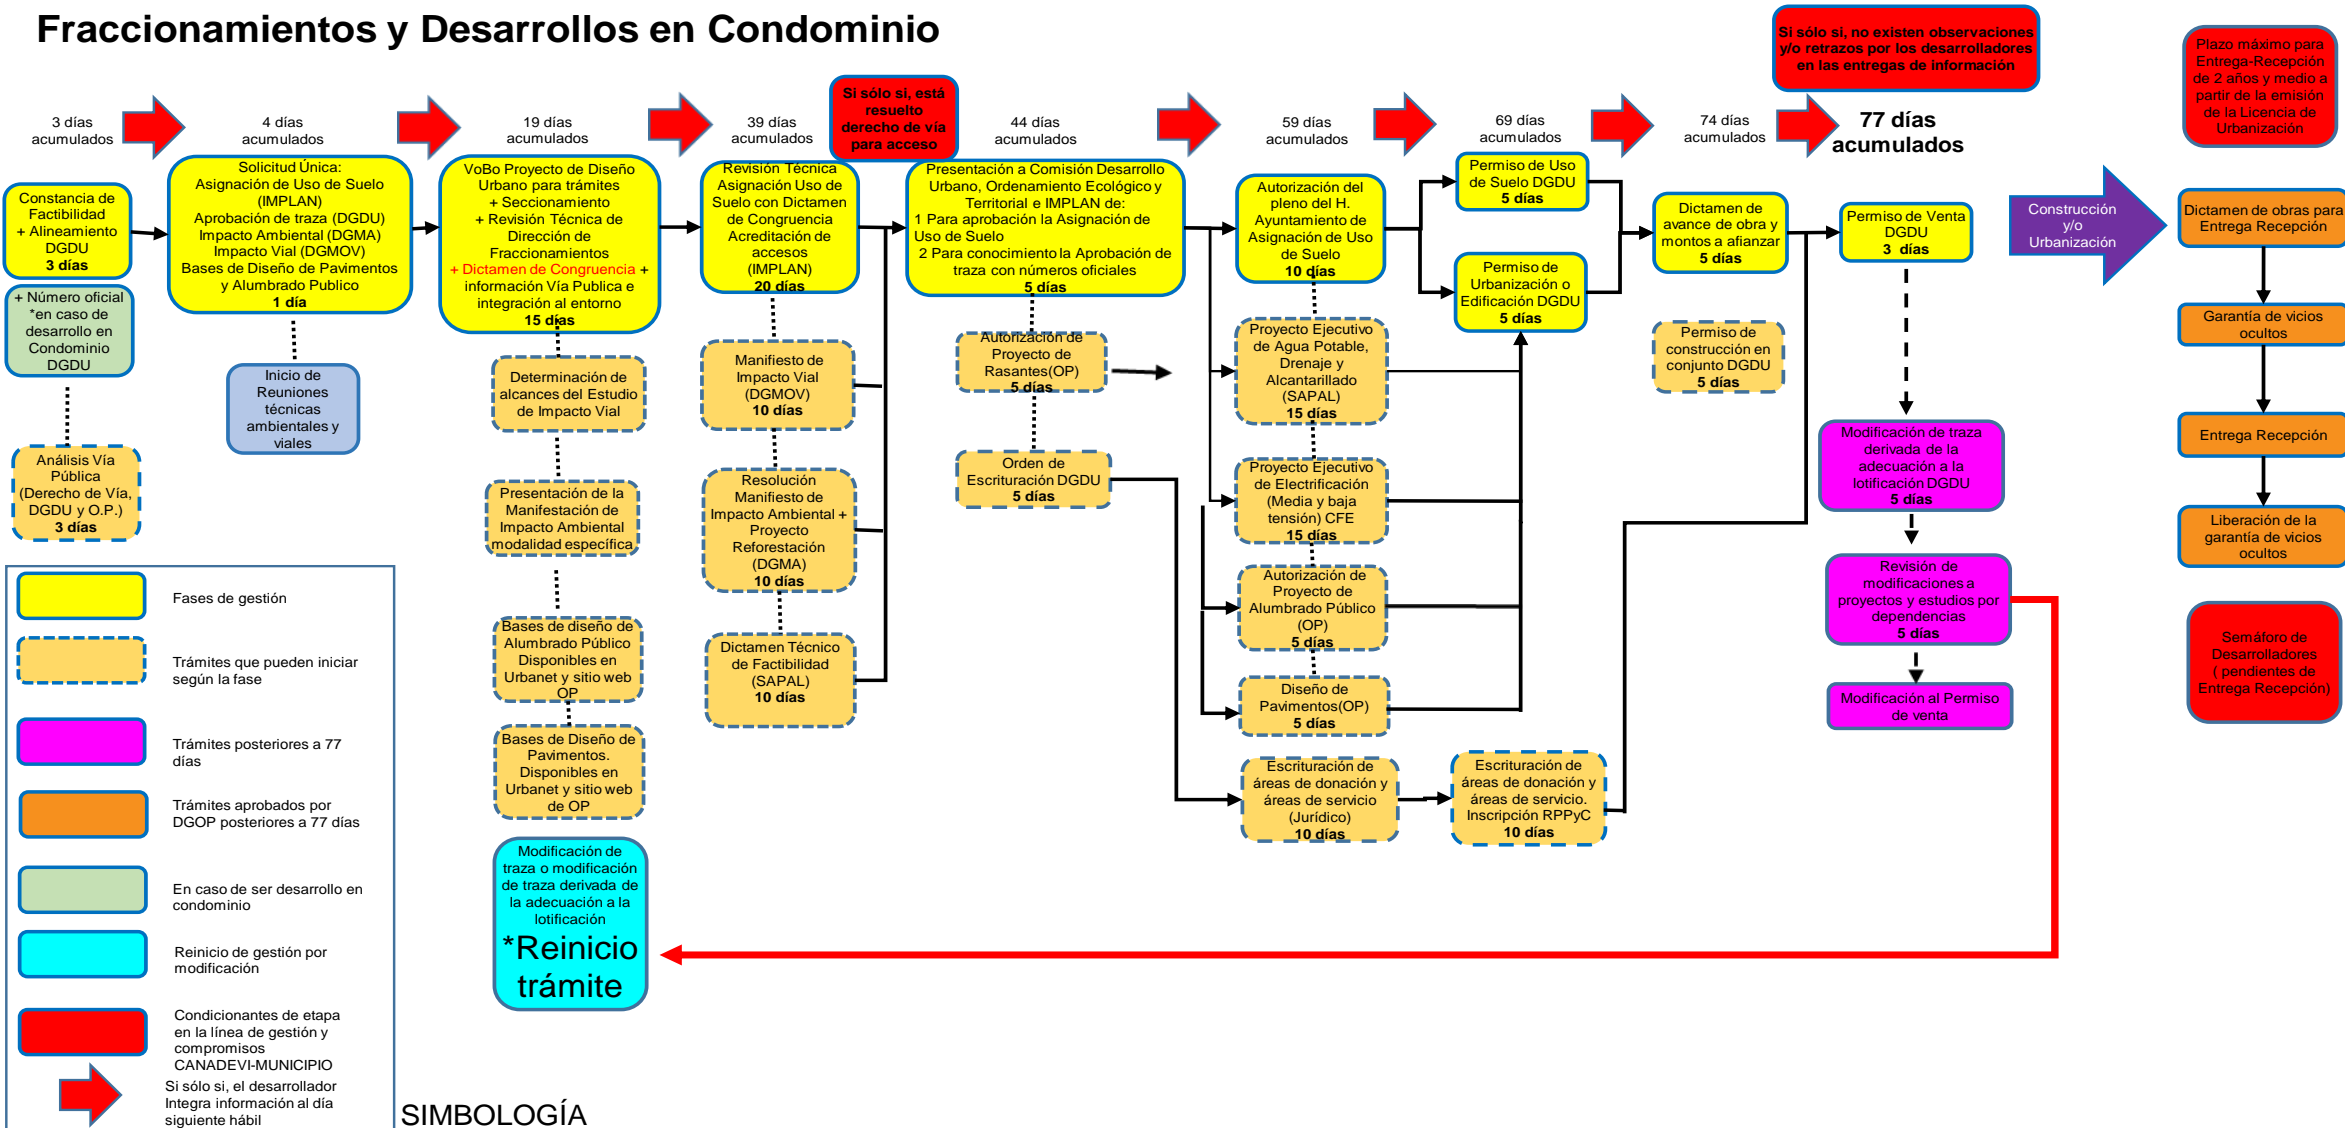 Fraccionamientos y Desarrollos en Condominio
3 días
acumulados
4 días
acumulados
19 días
acumulados
39 días
acumulados
Si sólo si, está
resuelto
derecho de vía
para acceso
44 días
acumulados
59 días
acumulados
69 días
acumulados
74 días
acumulados
Si sólo si, no existen observaciones
y/o retrazos por los desarrolladores
en las entregas de información
77 días
acumulados
Plazo máximo para
Entrega-Recepción
de 2 años y medio a
partir de la emisión
de la Licencia de
Urbanización
Constancia de
Factibilidad
+ Alineamiento
DGDU
3 días
+ Número oficial
*en caso de
desarrollo en
Condominio
DGDU
Análisis Vía
Pública
(Derecho de Vía,
DGDU y O.P.)
3 días
Solicitud Única:
Asignación de Uso de Suelo
(IMPLAN)
Aprobación de traza (DGDU)
Impacto Ambiental (DGMA)
Impacto Vial (DGMOV)
Bases de Diseño de Pavimentos
y Alumbrado Publico
1 día
Inicio de
Reuniones
técnicas
ambientales y
viales
VoBo Proyecto de Diseño
Urbano para trámites
+ Seccionamiento
+ Revisión Técnica de
Dirección de
Fraccionamientos
+ Dictamen de Congruencia +
información Vía Publica e
integración al entorno
15 días
Determinación de
alcances del Estudio
de Impacto Vial
Presentación de la
Manifestación de
Impacto Ambiental
modalidad específica
Bases de diseño de
Alumbrado Público
Disponibles en
Urbanet y sitio web
OP
Bases de Diseño de
Pavimentos.
Disponibles en
Urbanet y sitio web
de OP
Modificación de
traza o modificación
de traza derivada de
la adecuación a la
lotificación
*Reinicio
trámite
Revisión Técnica
Asignación Uso de
Suelo con Dictamen
de Congruencia
Acreditación de
accesos
(IMPLAN)
20 días
Manifiesto de
Impacto Vial
(DGMOV)
10 días
Resolución
Manifiesto de
Impacto Ambiental +
Proyecto
Reforestación
(DGMA)
10 días
Dictamen Técnico
de Factibilidad
(SAPAL)
10 días
Presentación a Comisión Desarrollo
Urbano, Ordenamiento Ecológico y
Territorial e IMPLAN de:
1 Para aprobación la Asignación de
Uso de Suelo
2 Para conocimiento la Aprobación de
traza con números oficiales
5 días
Autorización de
Proyecto de
Rasantes(OP)
5 días
Orden de
Escrituración DGDU
5 días
Autorización del
pleno del H.
Ayuntamiento de
Asignación de Uso
de Suelo
10 días
Proyecto Ejecutivo
de Agua Potable,
Drenaje y
Alcantarillado
(SAPAL)
15 días
Proyecto Ejecutivo
de Electrificación
(Media y baja
tensión) CFE
15 días
Autorización de
Proyecto de
Alumbrado Público
(OP)
5 días
Diseño de
Pavimentos(OP)
5 días
Escrituración de
áreas de donación y
áreas de servicio
(Jurídico)
10 días
Permiso de Uso
de Suelo DGDU
5 días
Permiso de
Urbanización o
Edificación DGDU
5 días
Escrituración de
áreas de donación y
áreas de servicio.
Inscripción RPPyC
10 días
Dictamen de
avance de obra y
montos a afianzar
5 días
Permiso de
construcción en
conjunto DGDU
5 días
Permiso de Venta
DGDU
3 días
Modificación de traza
derivada de la
adecuación a la
lotificación DGDU
5 días
Revisión de
modificaciones a
proyectos y estudios por
dependencias
5 días
Modificación al Permiso
de venta
Construcción
y/o
Urbanización
Dictamen de obras para
Entrega Recepción
Garantía de vicios
ocultos
Entrega Recepción
Liberación de la
garantía de vicios
ocultos
Semáforo de
Desarrolladores
( pendientes de
Entrega Recepción)
Fases de gestión
Trámites que pueden iniciar
según la fase
Trámites posteriores a 77
días
Trámites aprobados por
DGOP posteriores a 77 días
En caso de ser desarrollo en
condominio
Reinicio de gestión por
modificación
Condicionantes de etapa
en la línea de gestión y
compromisos
CANADEVI-MUNICIPIO
Si sólo si, el desarrollador
Integra información al día
siguiente hábil
SIMBOLOGÍA